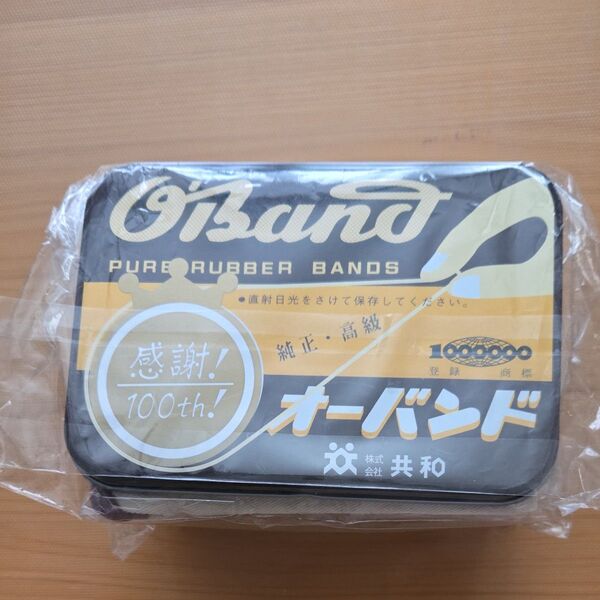 O'Band
PURE RUBBER BANDS
●直射日光をさけて保存してください。
純正・高級
感謝!
100th!
1000000
登録 商標
オーバンド
株式会社 共和